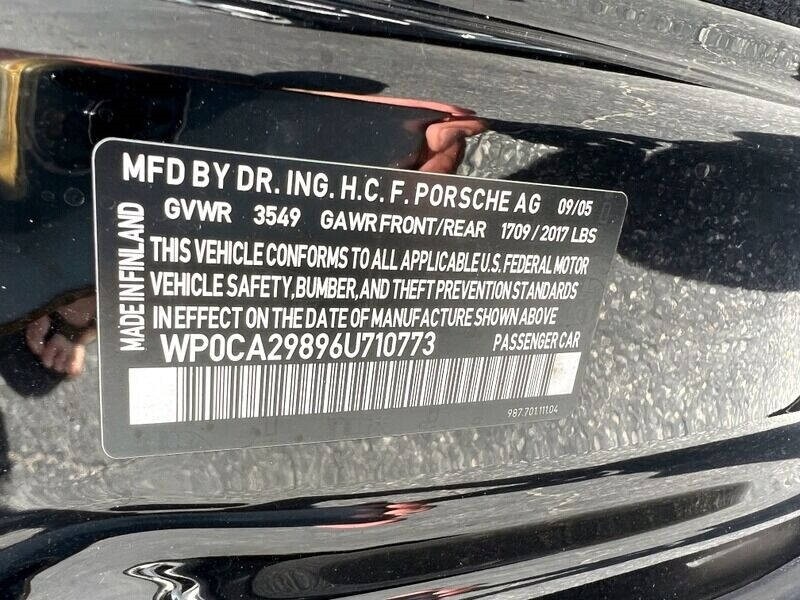 MFD BY DR. ING. H.C. F. PORSCHE AG 09/05
GVWR 3549 GAWR FRONT/REAR 1709/2017 LBS
THIS VEHICLE CONFORMS TO ALL APPLICABLE U.S. FEDERAL MOTOR
VEHICLE SAFETY, BUMBER, AND THEFT PREVENTION STANDARDS
IN EFFECT ON THE DATE OF MANUFACTURE SHOWN ABOVE
WP0CA29896U710773 PASSENGER CAR
987.701.111.04
MADE IN FINLAND